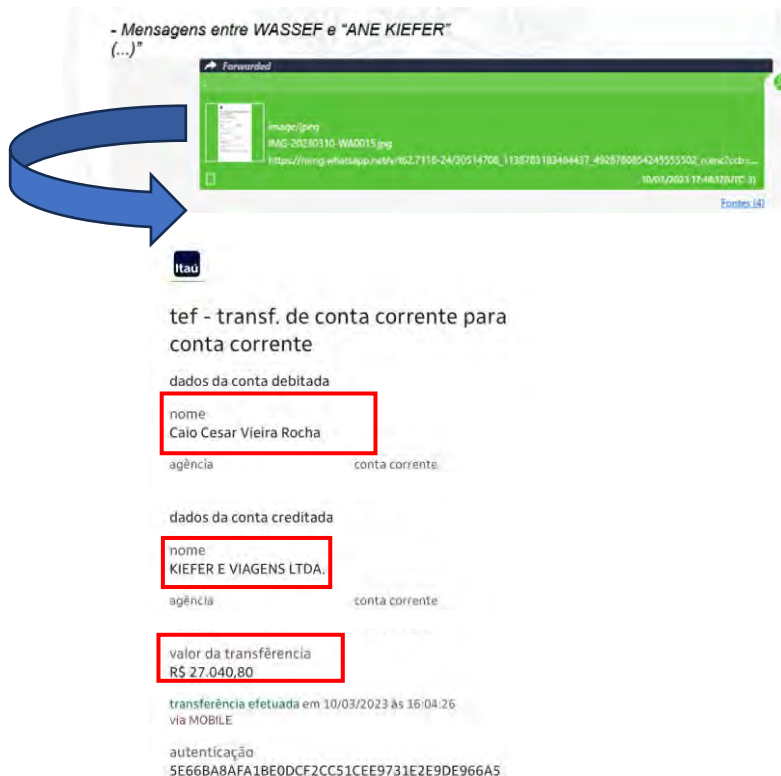 - Mensagens entre WASSEF e “ANE KIEFER”
(...)”
Forwarded
image/jpeg
IMG-20230310-WA0015.jpg
10/03/2023 17:48:12(UTC-3)
Fontes (4)
Itaú
tef - transf. de conta corrente para
conta corrente
dados da conta debitada
nome
Caio Cesar Vieira Rocha
agência conta corrente
dados da conta creditada
nome
KIEFER E VIAGENS LTDA.
agência conta corrente
valor da transferência
R$ 27.040,80
transferência efetuada em 10/03/2023 às 16:04:26
via MOBILE
autenticação
5E66BA8AFA1BE0DCF2CC51CEE9731E2E9DE966A5